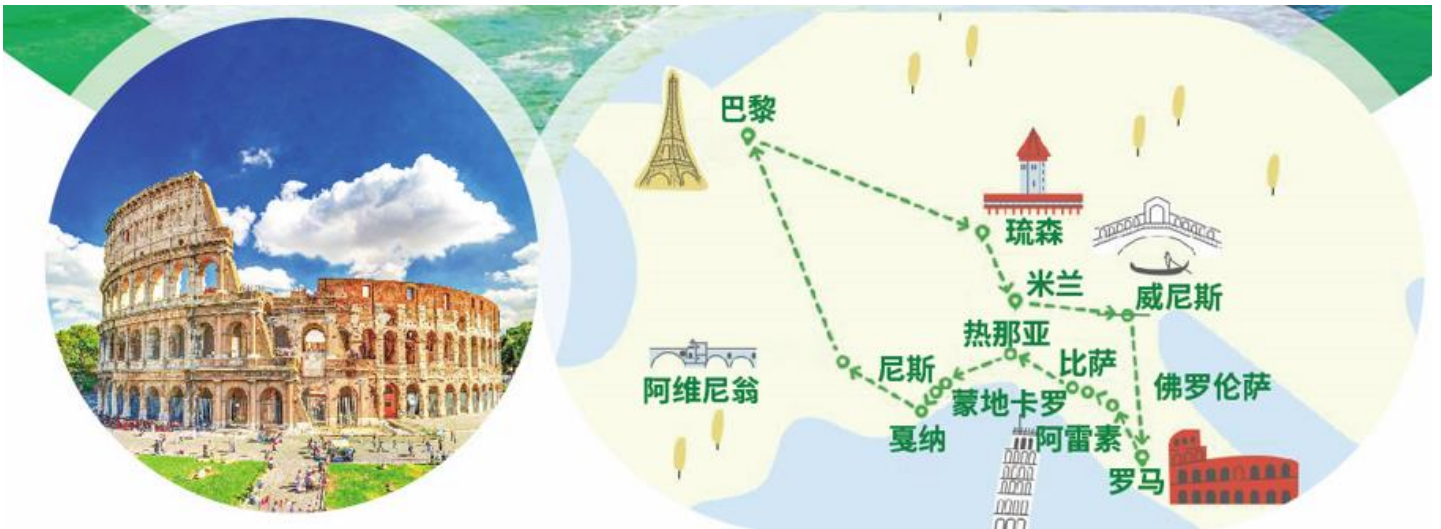 巴黎
琉森
米兰
威尼斯
热那亚
尼斯
比萨
阿维尼翁
蒙地卡罗
佛罗伦萨
戛纳
阿雷素
罗马